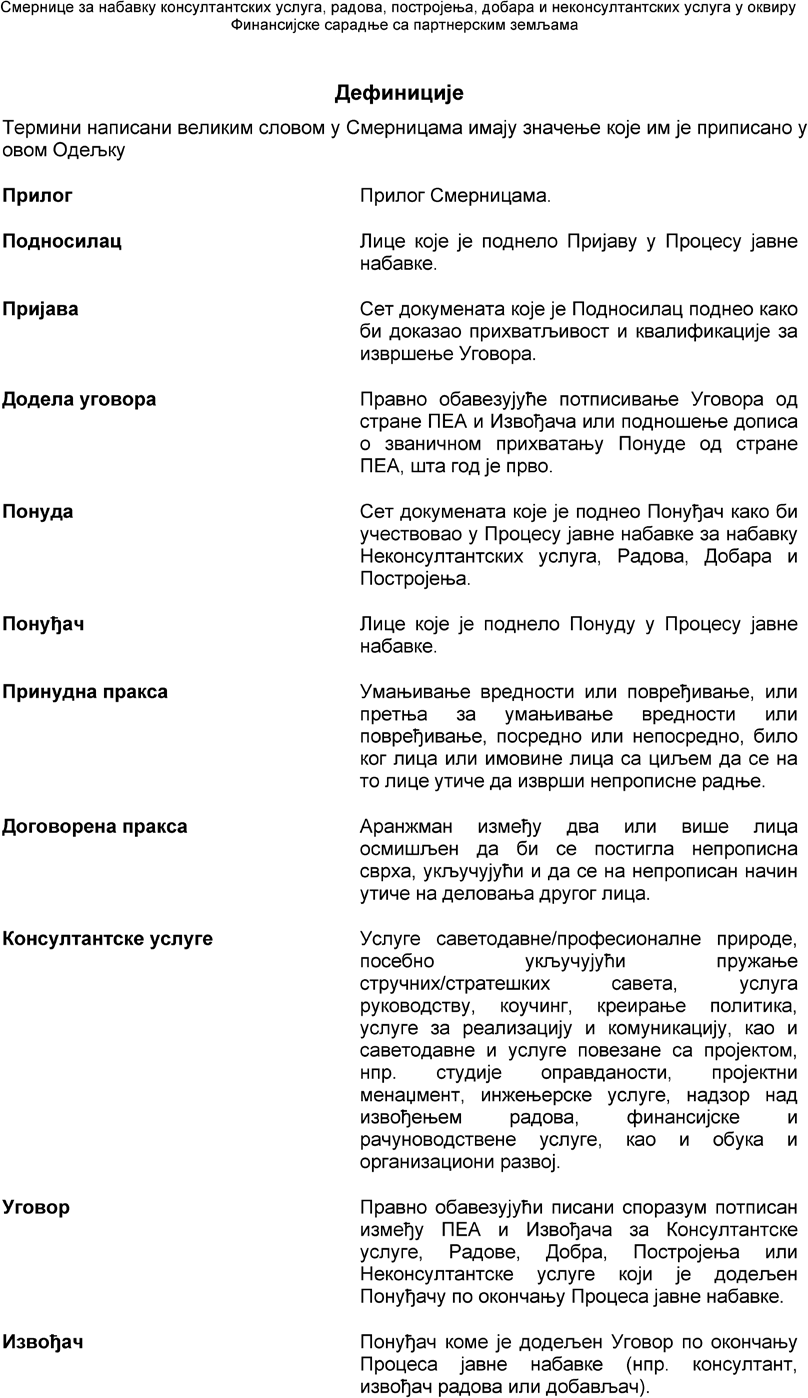 Смернице за набавку консултантских услуга, радова, постројења, добара и неконсултантских услуга у оквиру
Финансијске сарадње са партнерским земљама
Дефиниције
Термини написани великим словом у Смерницама имају значење које им је приписано у
овом Одељку
Прилог Прилог Смерницама.
Подносилац Лице које је поднело Пријаву у Процесу јавне
набавке.
Пријава Сет докумената које је Подносилац поднео како
би доказао прихватљивост и квалификације за
извршење Уговора.
Додела уговора Правно обавезујуће потписивање Уговора од
стране ПЕА и Извођача или подношење дописа
о званичном прихватању Понуде од стране
ПЕА, шта год је прво.
Понуда Сет докумената које је поднео Понуђач како би
учествовао у Процесу јавне набавке за набавку
Неконсултантских услуга, Радова, Добара и
Постројења.
Понуђач Лице које је поднело Понуду у Процесу јавне
набавке.
Принудна пракса Умањивање вредности или повређивање, или
претња за умањивање вредности или
повређивање, посредно или непосредно, било
ког лица или имовине лица са циљем да се на
то лице утиче да изврши непрописне радње.
Договорена пракса Аранжман између два или више лица
осмишљен да би се постигла непрописна
сврха, укључујући и да се на непрописан начин
утиче на деловања другог лица.
Консултантске услуге Услуге саветодавне/професионалне природе,
посебно укључујући пружање
стручних/стратешких савета, услуга
руководству, коучинг, креирање политика,
услуге за реализацију и комуникацију, као и
саветодавне и услуге повезане са пројектом,
нпр. студије оправданости, пројектни
менаџмент, инжењерске услуге, надзор над
извођењем радова, финансијске и
рачуноводствене услуге, као и обука и
организациони развој.
Уговор Правно обавезујући писани споразум потписан
између ПЕА и Извођача за Консултантске
услуге, Радове, Добра, Постројења или
Неконсултантске услуге који је додељен
Понуђачу по окончању Процеса јавне набавке.
Извођач Понуђач коме је додељен Уговор по окончању
Процеса јавне набавке (нпр. консултант,
извођач радова или добављач).